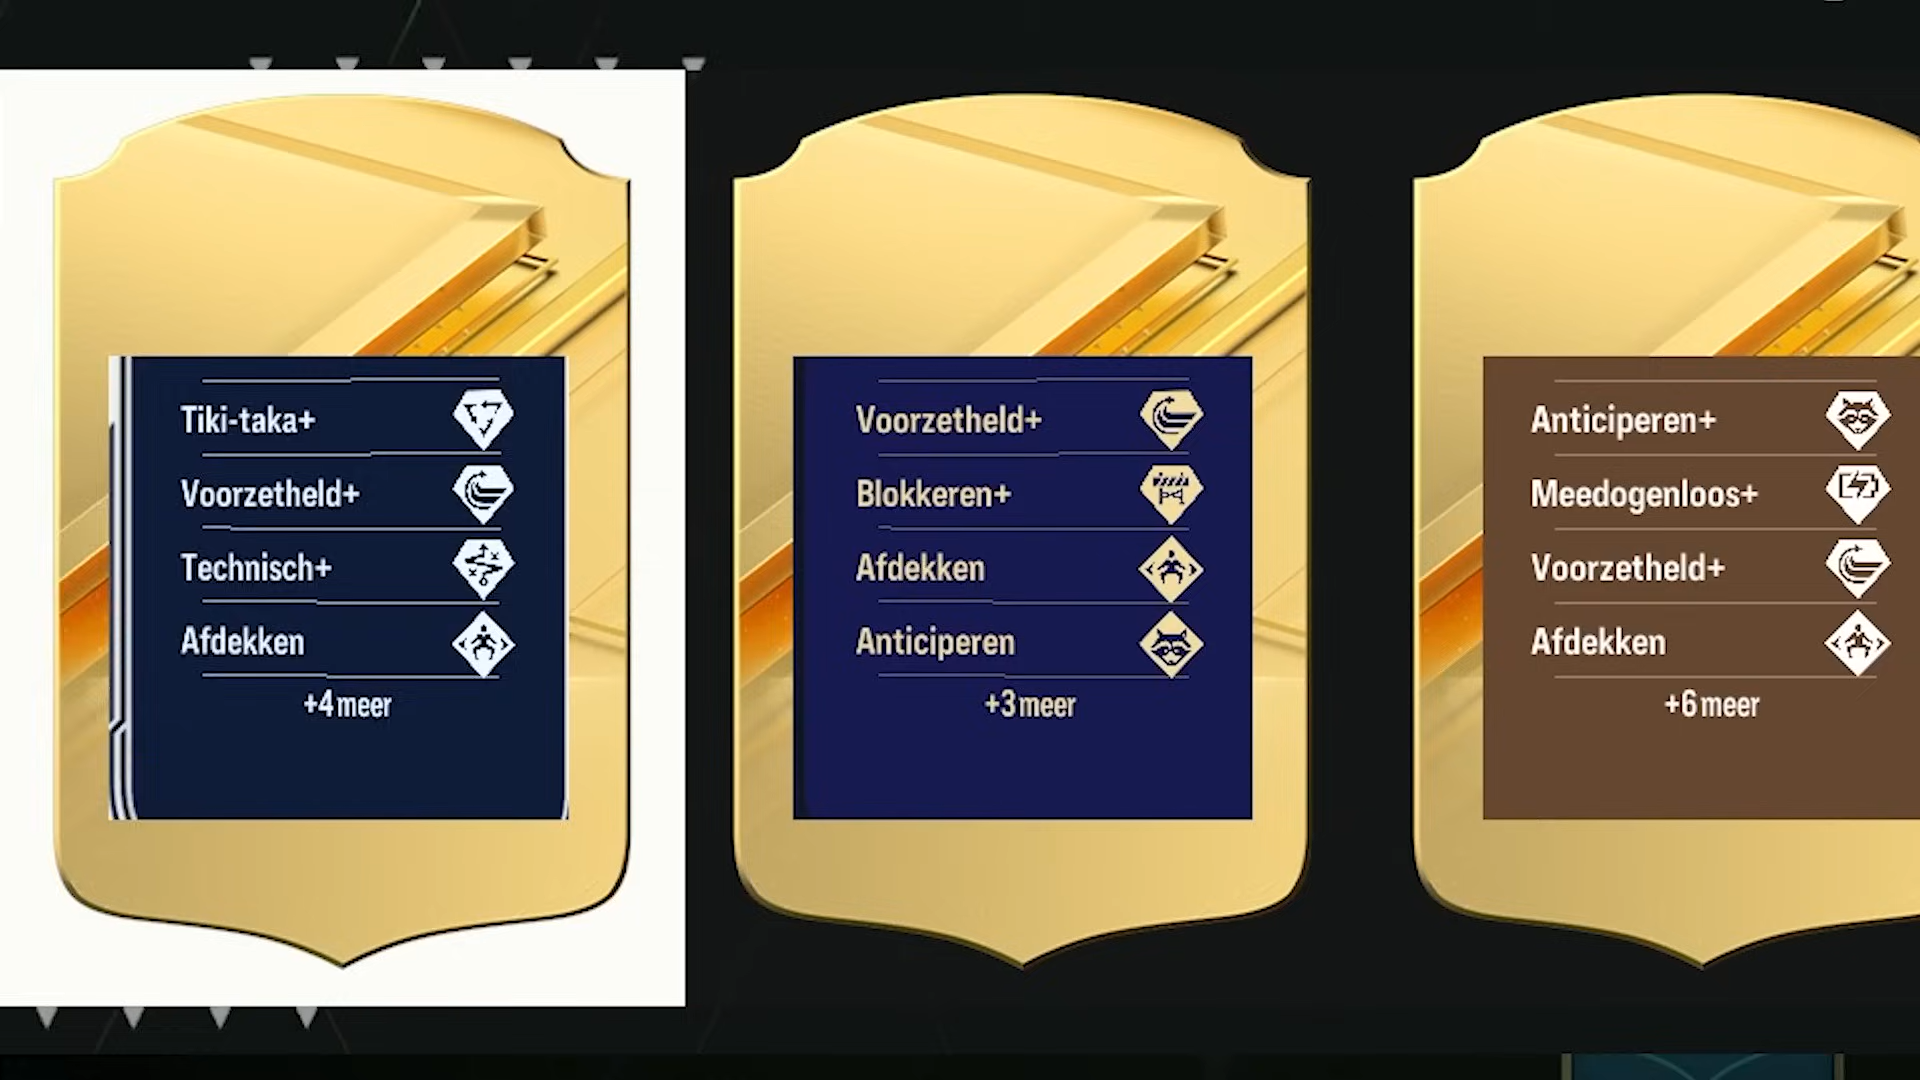 Tiki-taka+
Voorzetheld+
Technisch+
Afdekken
+4 meer
Voorzetheld+
Blokkeren+
Afdekken
Anticiperen
+3 meer
Anticiperen+
Meedogenloos+
Voorzetheld+
Afdekken
+6 meer